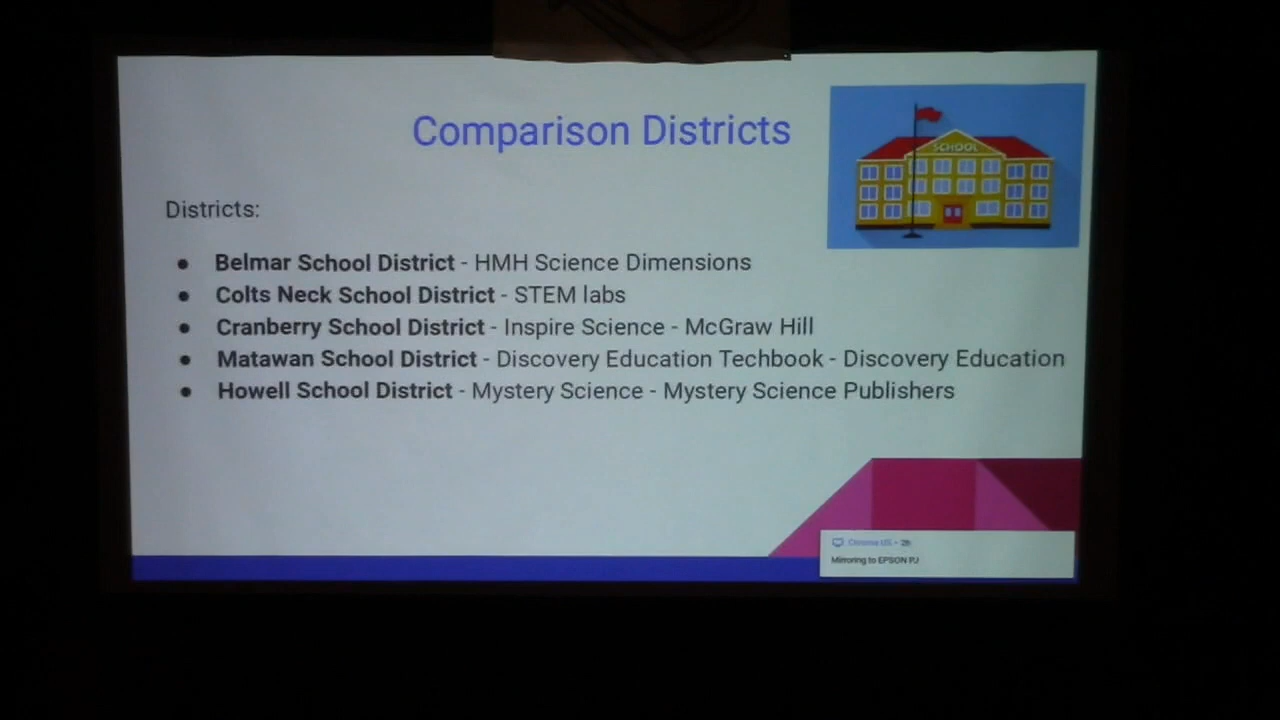 Comparison Districts
SCHOOL
Districts:
● Belmar School District - HMH Science Dimensions
● Colts Neck School District - STEM labs
● Cranberry School District - Inspire Science - McGraw Hill
● Matawan School District - Discovery Education Techbook - Discovery Education
● Howell School District - Mystery Science - Mystery Science Publishers
Chrome OS •
Mirroring to EPSON PJ